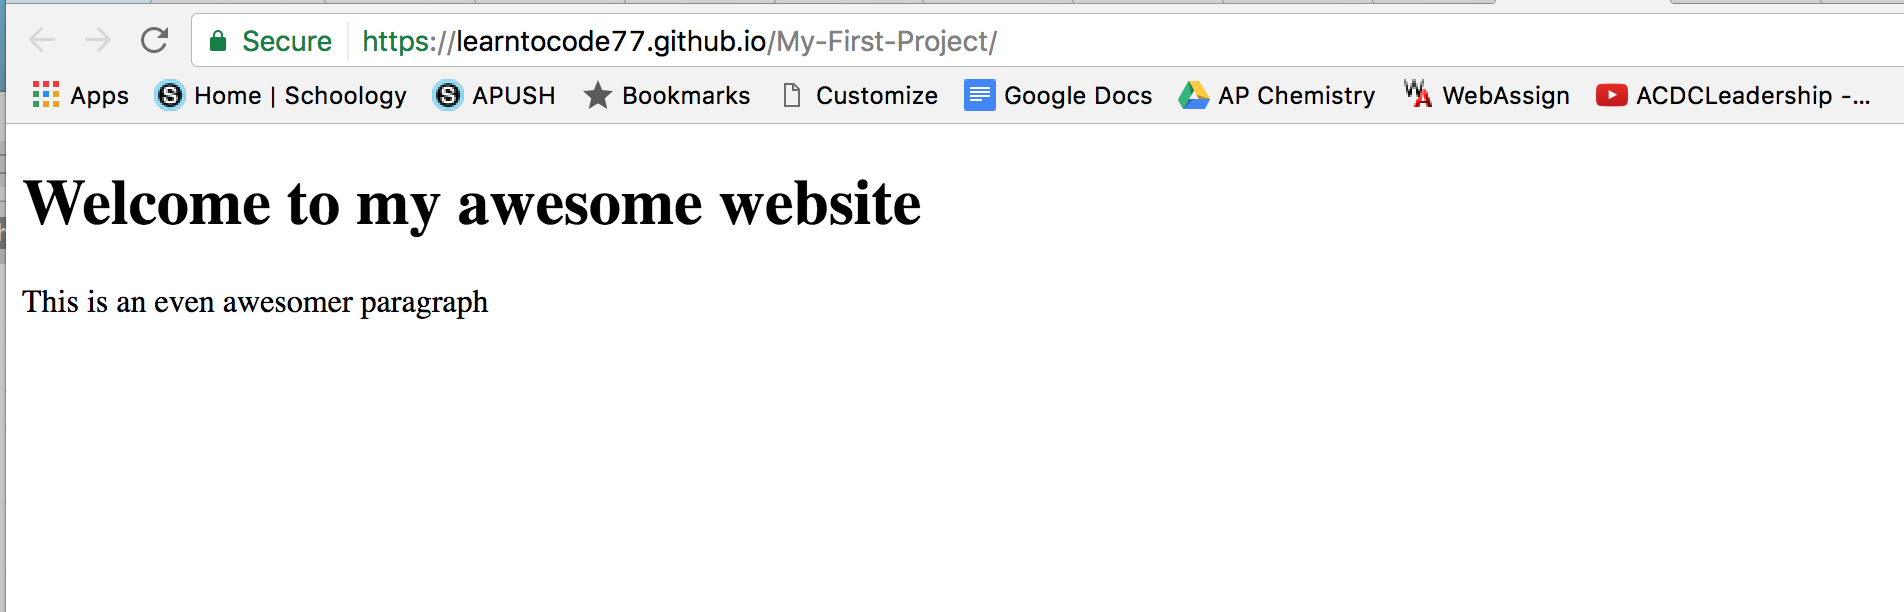 Secure https://learntocode77.github.io/My-First-Project/
Apps Home | Schoology APUSH Bookmarks Customize Google Docs AP Chemistry WebAssign ACDCLeadership -...
Welcome to my awesome website
This is an even awesomer paragraph